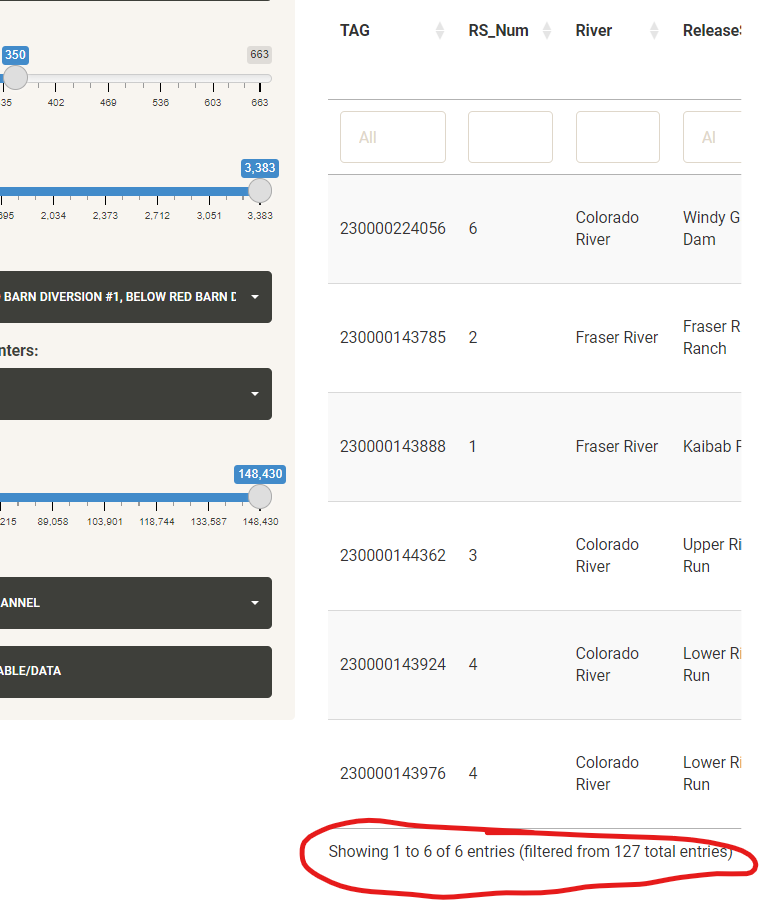 350
663
35 402 469 536 603 663
3,383
695 2,034 2,373 2,712 3,051 3,383
BARN DIVERSION #1, BELOW RED BARN D
nters:
148,430
215 89,058 103,901 118,744 133,587 148,430
ANNEL
ABLE/DATA
TAG RS_Num River ReleaseS
All Al
230000224056 6 Colorado River Windy G Dam
230000143785 2 Fraser River Fraser R Ranch
230000143888 1 Fraser River Kaibab P
230000144362 3 Colorado River Upper Ri Run
230000143924 4 Colorado River Lower Ri Run
230000143976 4 Colorado River Lower Ri Run
Showing 1 to 6 of 6 entries (filtered from 127 total entries)